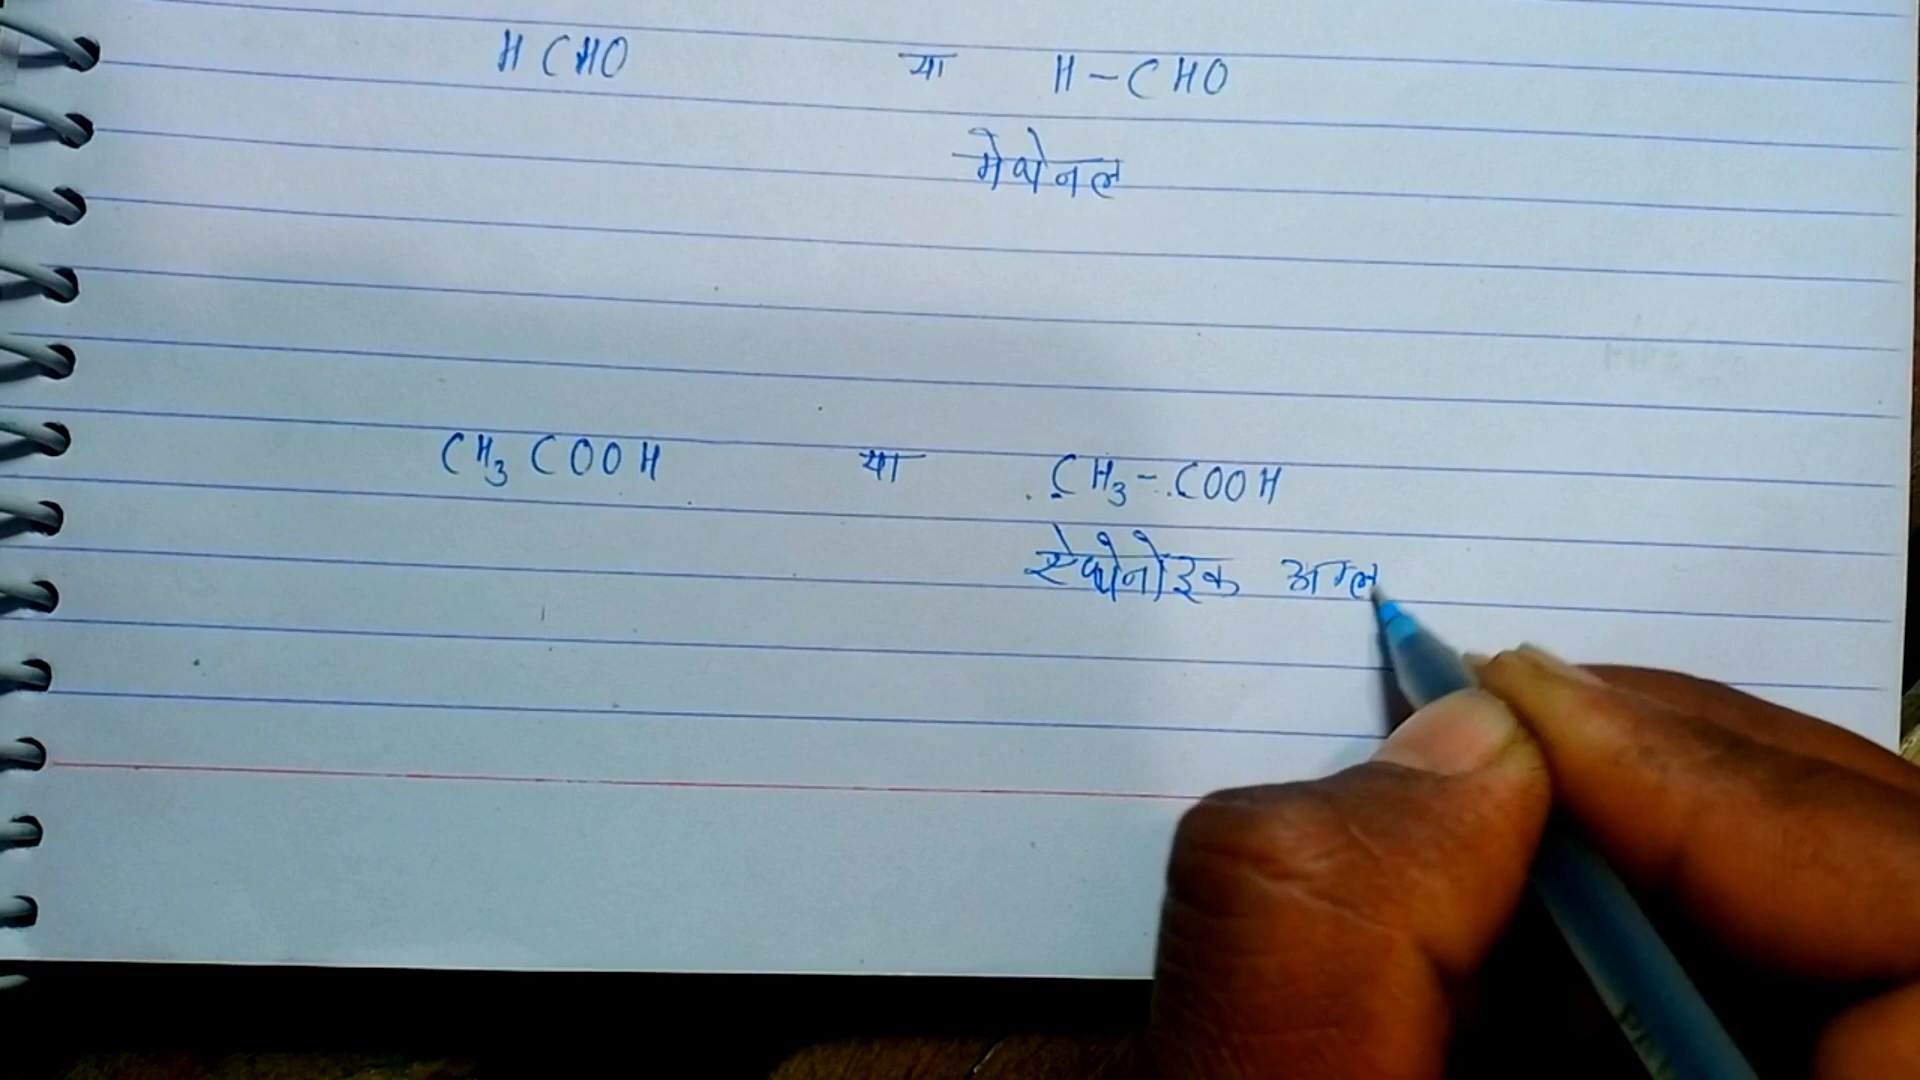 HCHO या H-CHO
मेथेनल
CH₃COOH या CH₃-COOH
एथेनोइक अम्ल